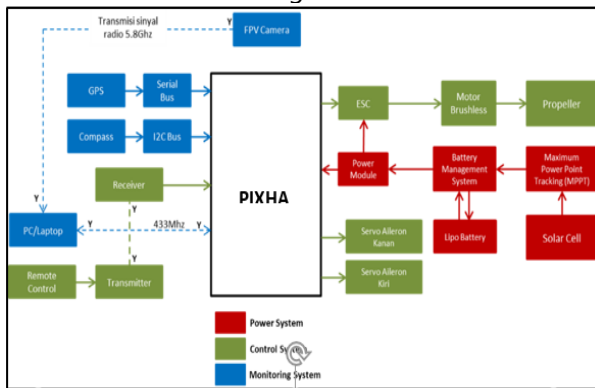 Transmisi sinyal
radio 5.8Ghz
Y
FPV Camera
GPS
Serial
Bus
ESC
Motor
Brushless
Propeller
Compass
I2C Bus
Power
Module
Battery
Management
System
Maximum
Power Point
Tracking (MPPT)
Receiver
PIXHA
Y
PC/Laptop
Y
433Mhz
Y
Servo Aileron
Kanan
Lipo Battery
Solar Cell
Y
Remote
Control
Transmitter
Servo Aileron
Kiri
Power System
Control System
Monitoring System